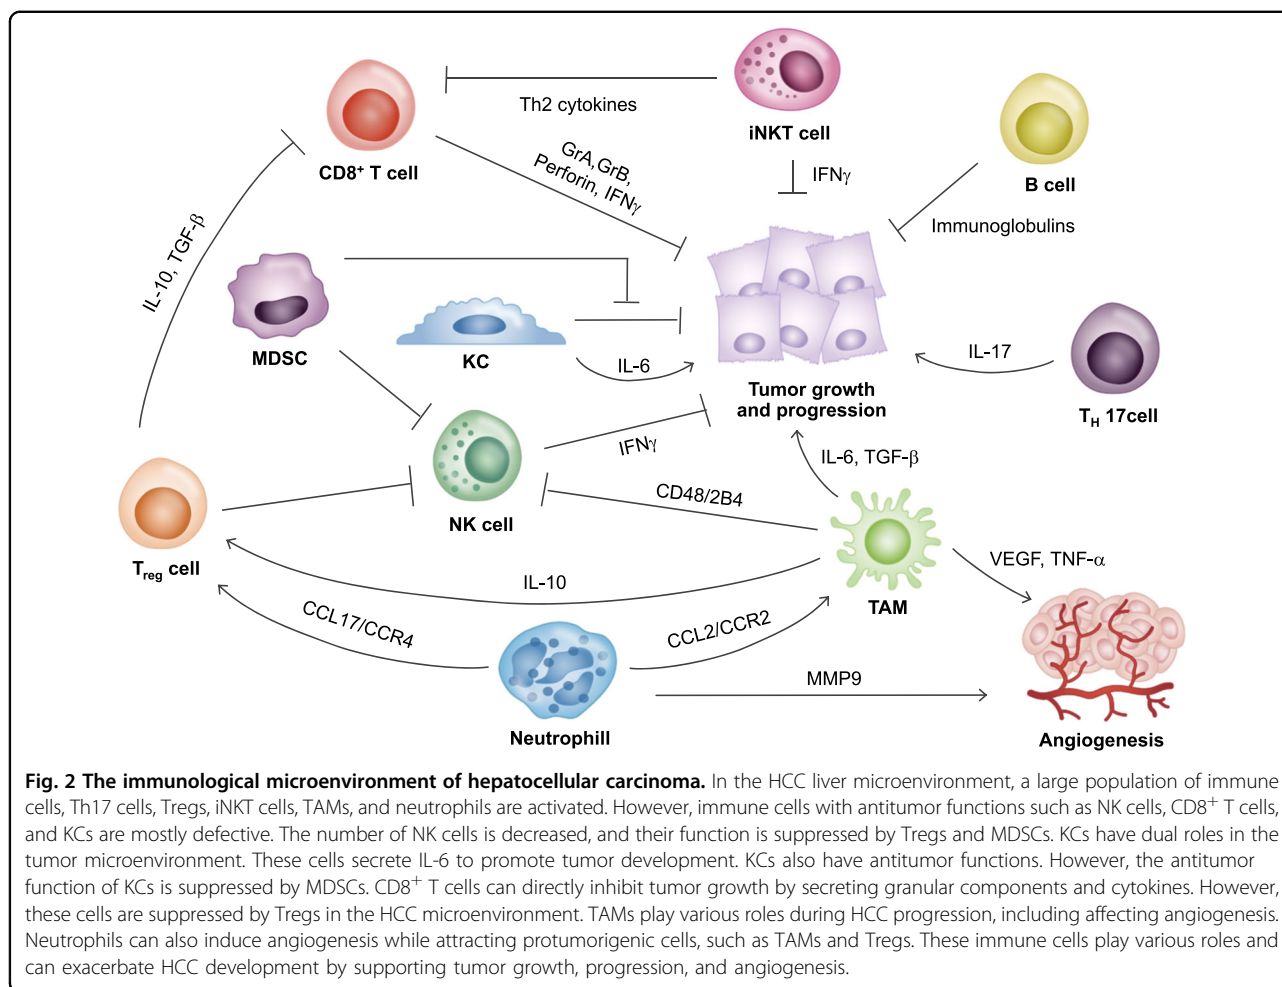 iNKT cell
Th2 cytokines
CD8+ T cell
GrA,GrB,
Perforin, IFNγ
IFNγ
B cell
Immunoglobulins
IL-10, TGF-β
MDSC
KC
IL-6
Tumor growth
and progression
IL-17
TH 17cell
IFNγ
NK cell
IL-6, TGF-β
CD48/2B4
Treg cell
IL-10
TAM
VEGF, TNF-α
CCL17/CCR4
CCL2/CCR2
MMP9
Neutrophill
Angiogenesis
Fig. 2 The immunological microenvironment of hepatocellular carcinoma. In the HCC liver microenvironment, a large population of immune
cells, Th17 cells, Tregs, iNKT cells, TAMs, and neutrophils are activated. However, immune cells with antitumor functions such as NK cells, CD8+ T cells,
and KCs are mostly defective. The number of NK cells is decreased, and their function is suppressed by Tregs and MDSCs. KCs have dual roles in the
tumor microenvironment. These cells secrete IL-6 to promote tumor development. KCs also have antitumor functions. However, the antitumor
function of KCs is suppressed by MDSCs. CD8+ T cells can directly inhibit tumor growth by secreting granular components and cytokines. However,
these cells are suppressed by Tregs in the HCC microenvironment. TAMs play various roles during HCC progression, including affecting angiogenesis.
Neutrophils can also induce angiogenesis while attracting protumorigenic cells, such as TAMs and Tregs. These immune cells play various roles and
can exacerbate HCC development by supporting tumor growth, progression, and angiogenesis.